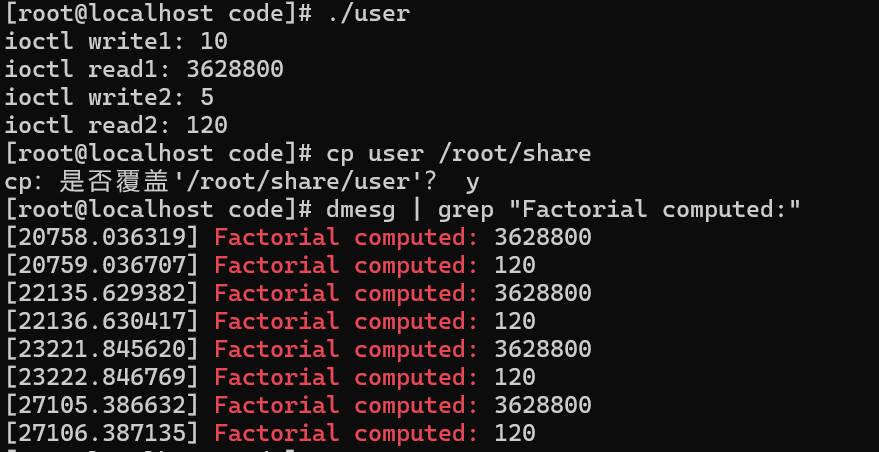 [root@localhost code]# ./user
ioctl write1: 10
ioctl read1: 3628800
ioctl write2: 5
ioctl read2: 120
[root@localhost code]# cp user /root/share
cp: 是否覆盖'/root/share/user'? y
[root@localhost code]# dmesg | grep "Factorial computed:"
[20758.036319] Factorial computed: 3628800
[20759.036707] Factorial computed: 120
[22135.629382] Factorial computed: 3628800
[22136.630417] Factorial computed: 120
[23221.845620] Factorial computed: 3628800
[23222.846769] Factorial computed: 120
[27105.386632] Factorial computed: 3628800
[27106.387135] Factorial computed: 120